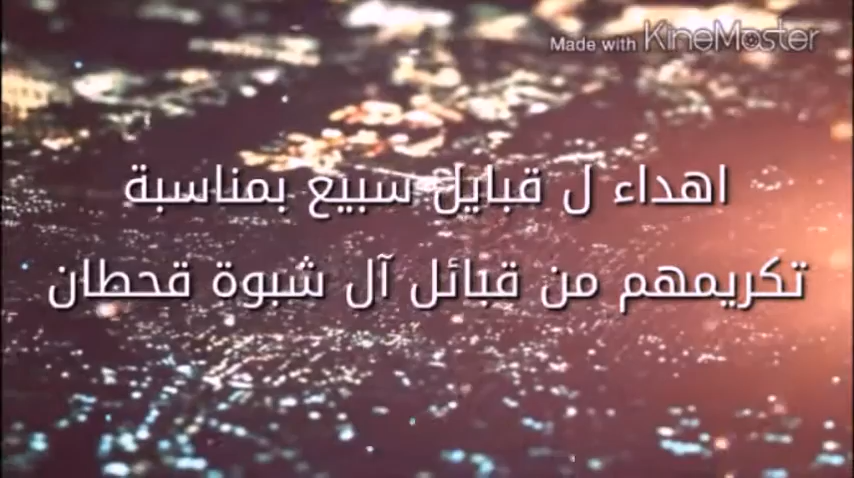 Made with KineMaster
اهداء ل قبايل سبيع بمناسبة
تكريمهم من قبائل آل شبوة قحطان